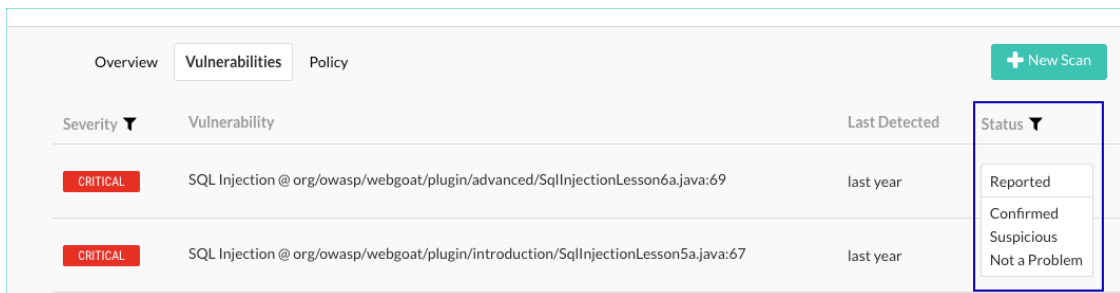 Overview Vulnerabilities Policy New Scan
Severity Vulnerability Last Detected Status
CRITICAL SQL Injection @ org/owasp/webgoat/plugin/advanced/SqlInjectionLesson6a.java:69 last year Reported
Confirmed
Suspicious
CRITICAL SQL Injection @ org/owasp/webgoat/plugin/introduction/SqlInjectionLesson5a.java:67 last year Not a Problem